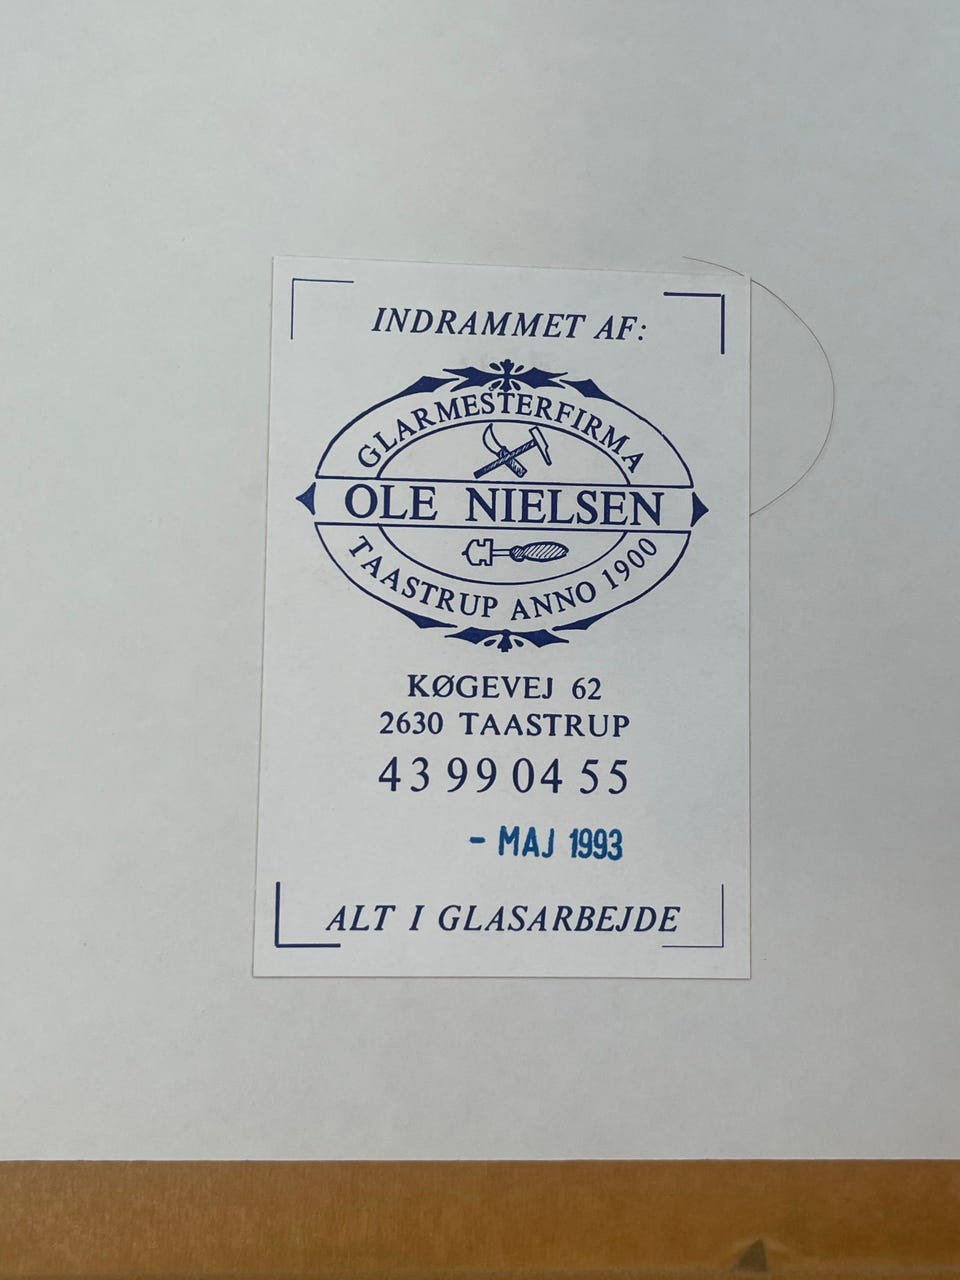 INDRAMMET AF:
GLARMESTERFIRMA
OLE NIELSEN
TAASTRUP ANNO 1900
KØGEVEJ 62
2630 TAASTRUP
43 99 04 55
- MAJ 1993
ALT I GLASARBEJDE